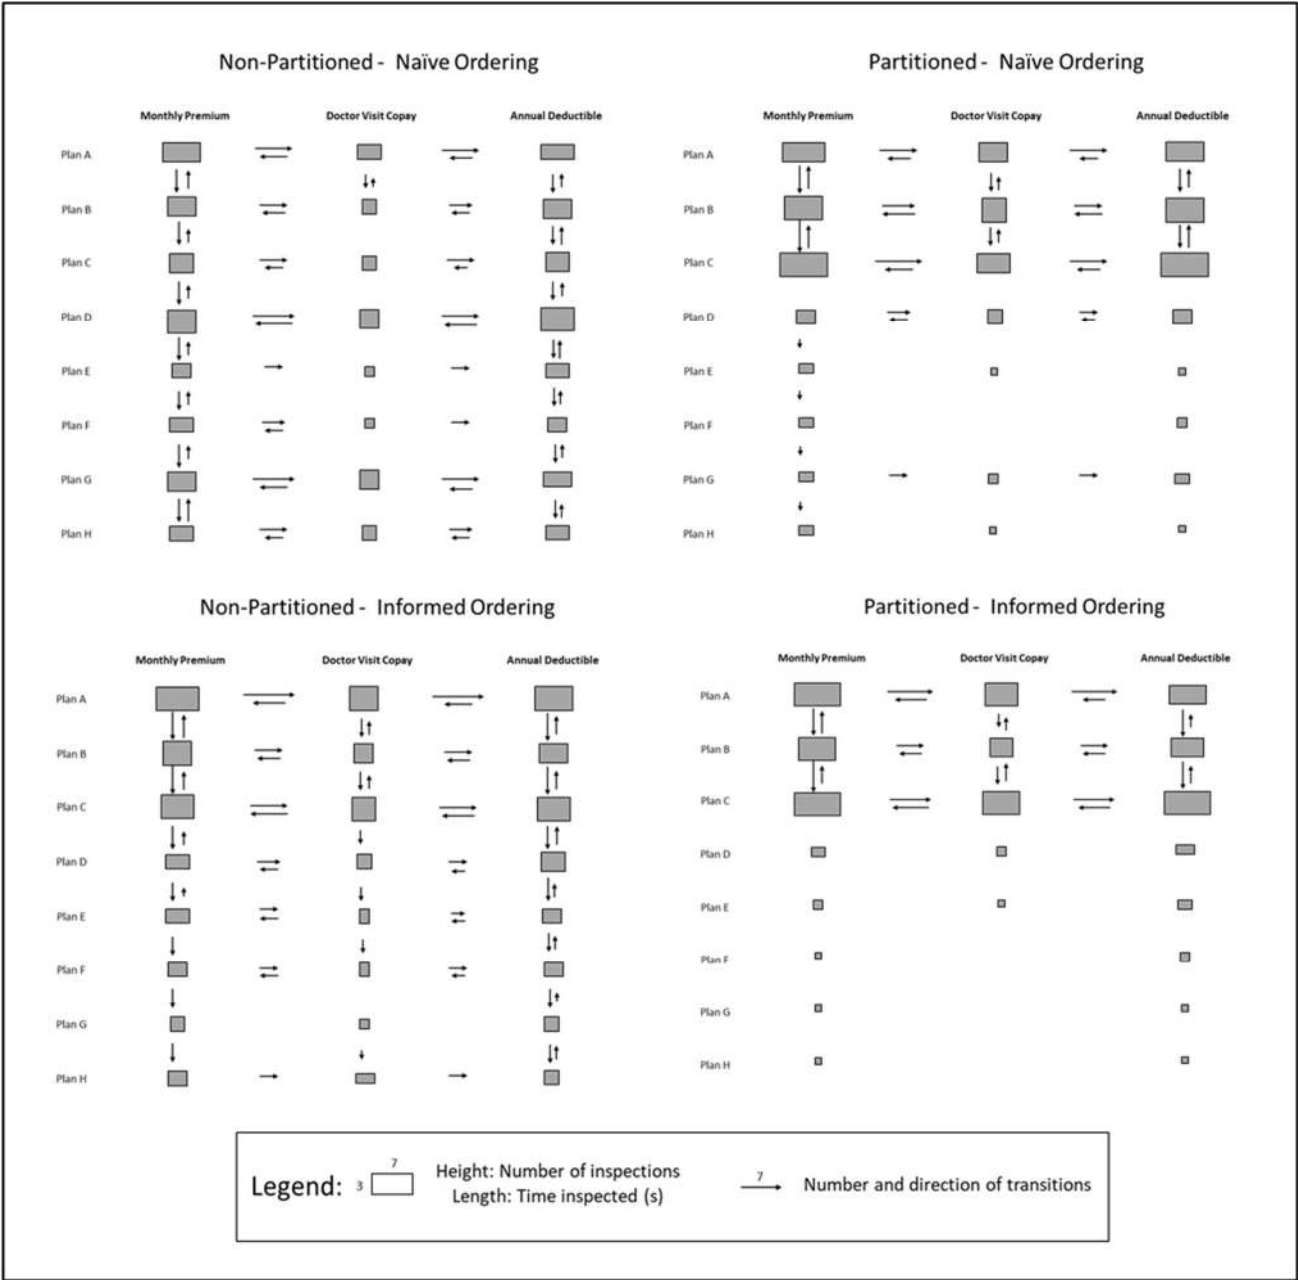 Non-Partitioned - Naïve Ordering
Monthly Premium Doctor Visit Copay Annual Deductible
Plan A
Plan B
Plan C
Plan D
Plan E
Plan F
Plan G
Plan H
Partitioned - Naïve Ordering
Monthly Premium Doctor Visit Copay Annual Deductible
Plan A
Plan B
Plan C
Plan D
Plan E
Plan F
Plan G
Plan H
Non-Partitioned - Informed Ordering
Monthly Premium Doctor Visit Copay Annual Deductible
Plan A
Plan B
Plan C
Plan D
Plan E
Plan F
Plan G
Plan H
Partitioned - Informed Ordering
Monthly Premium Doctor Visit Copay Annual Deductible
Plan A
Plan B
Plan C
Plan D
Plan E
Plan F
Plan G
Plan H
Legend: 3 7 Height: Number of inspections
Length: Time inspected (s)
7 Number and direction of transitions